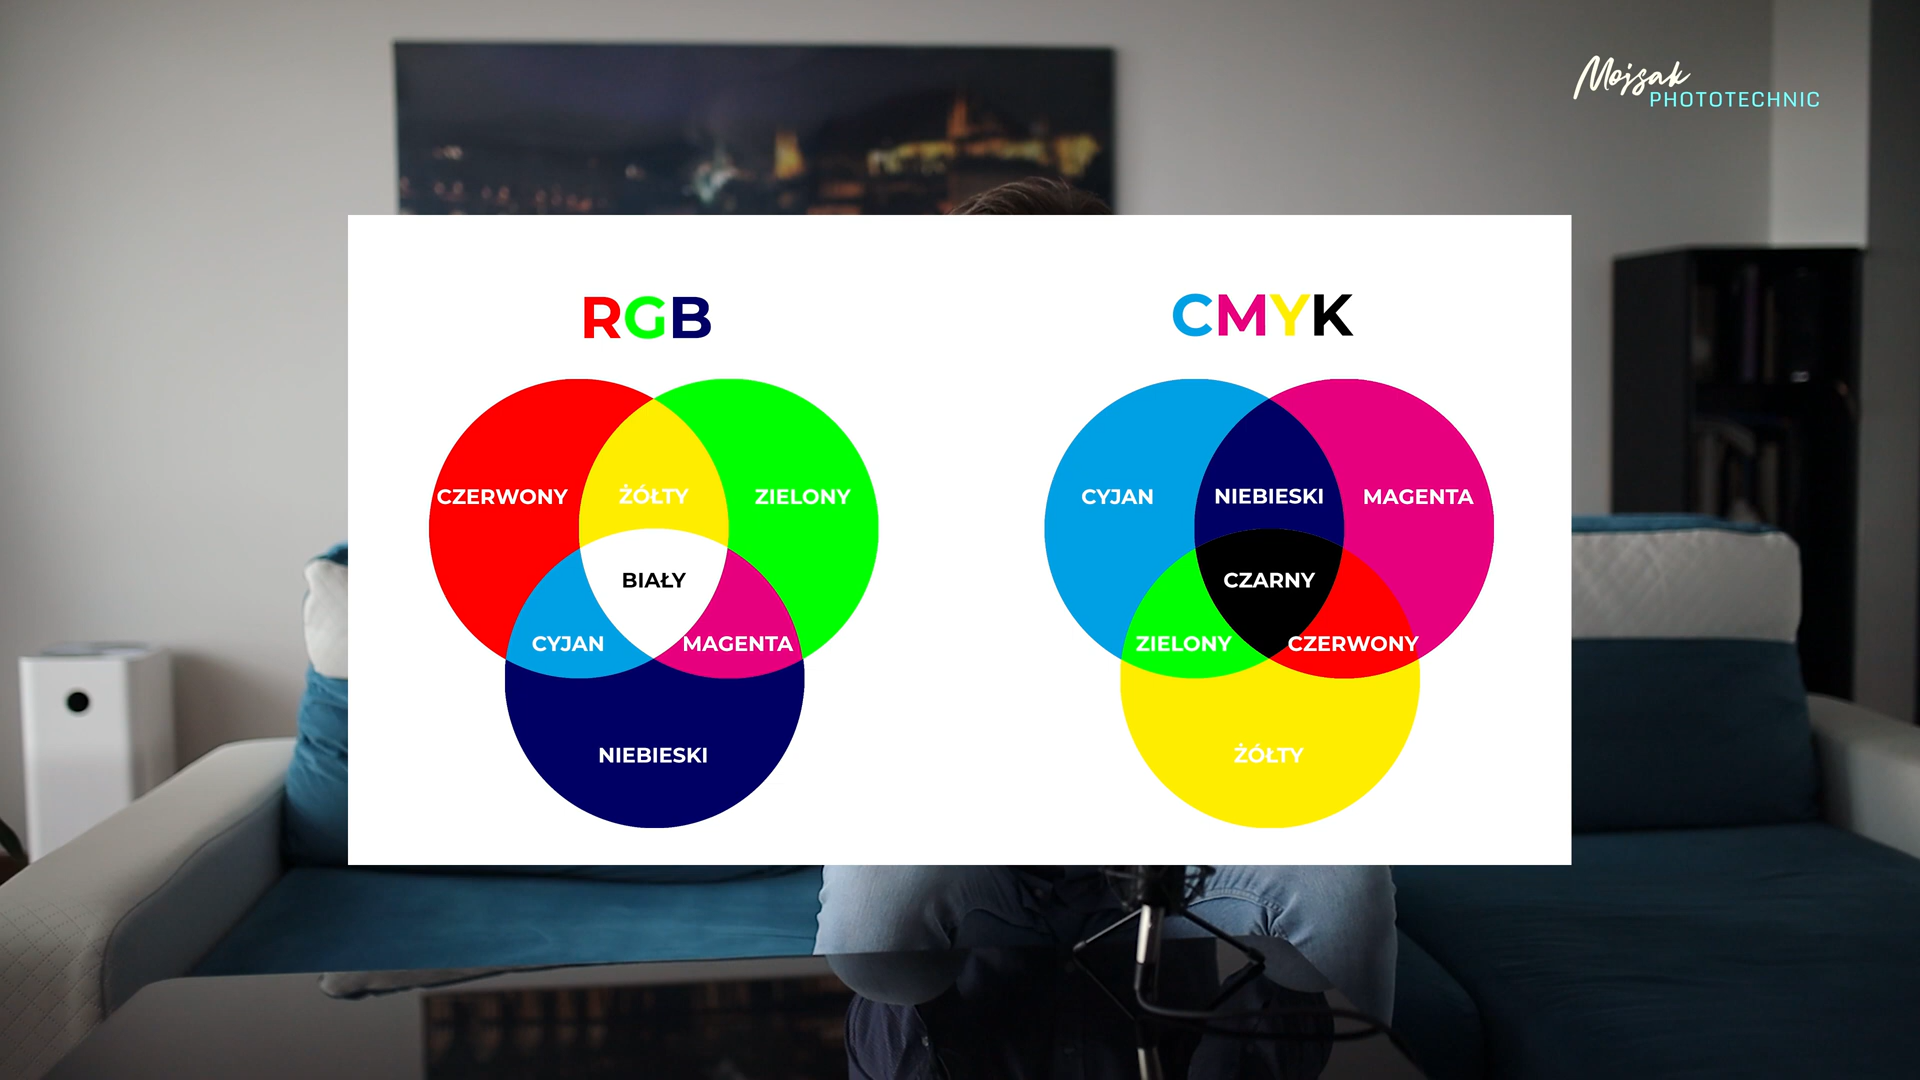 Mojsak
PHOTOTECHNIC
RGB
CMYK
CZERWONY
ŻÓŁTY
ZIELONY
BIAŁY
CYJAN
MAGENTA
NIEBIESKI
CYJAN
NIEBIESKI
MAGENTA
CZARNY
ZIELONY
CZERWONY
ŻÓŁTY